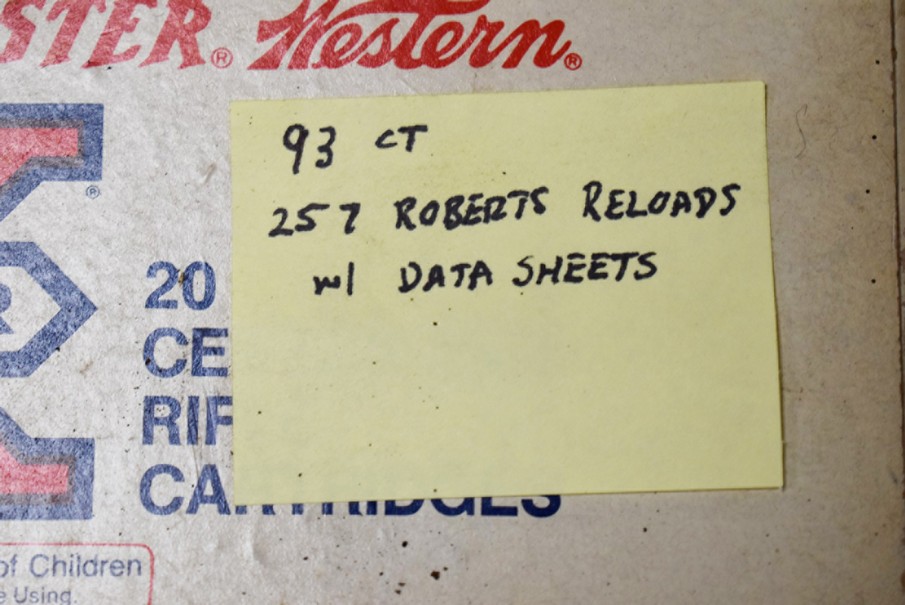 STER® Western®
93 CT
257 ROBERTS RELOADS
w/ DATA SHEETS
®
R
20
CE
RIF
CARTRIDGES
of Children
e Using.